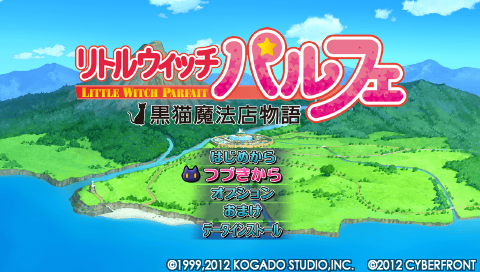 リトルウィッチ
パルフェ
LITTLE WITCH PARFAIT
黒猫魔法店物語
はじめから
つづきから
オプション
おまけ
データインストール
©1999,2012 KOGADO STUDIO,INC. ©2012 CYBERFRONT